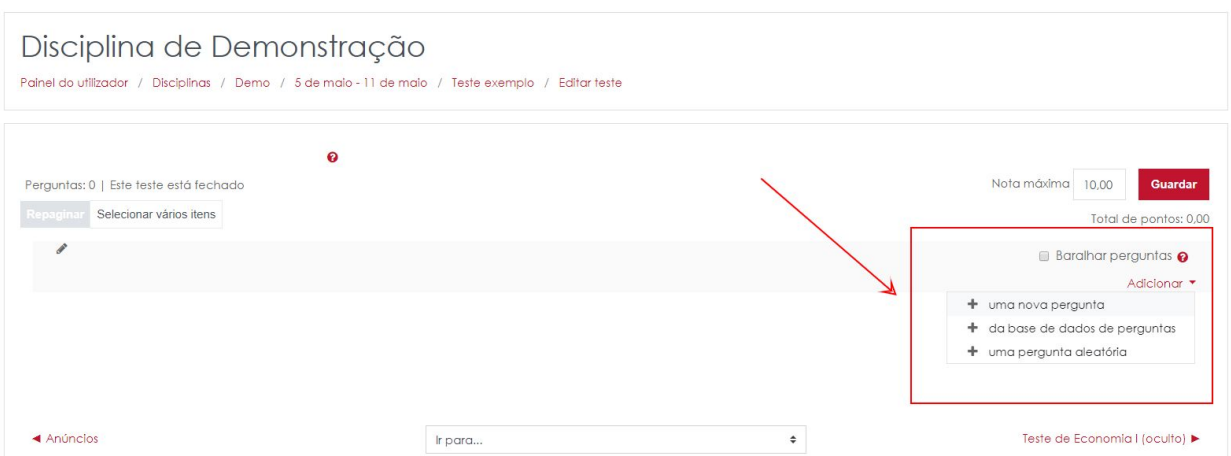 Disciplina de Demonstração
Painel do utilizador / Disciplinas / Demo / 5 de maio - 11 de maio / Teste exemplo / Editar teste
Perguntas: 0 | Este teste está fechado
Nota máxima 10,00 Guardar
Repaginar Selecionar vários itens
Total de pontos: 0,00
Baralhar perguntas
Adicionar
uma nova pergunta
da base de dados de perguntas
uma pergunta aleatória
◄ Anúncios
Ir para...
Teste de Economia I (oculto) ►